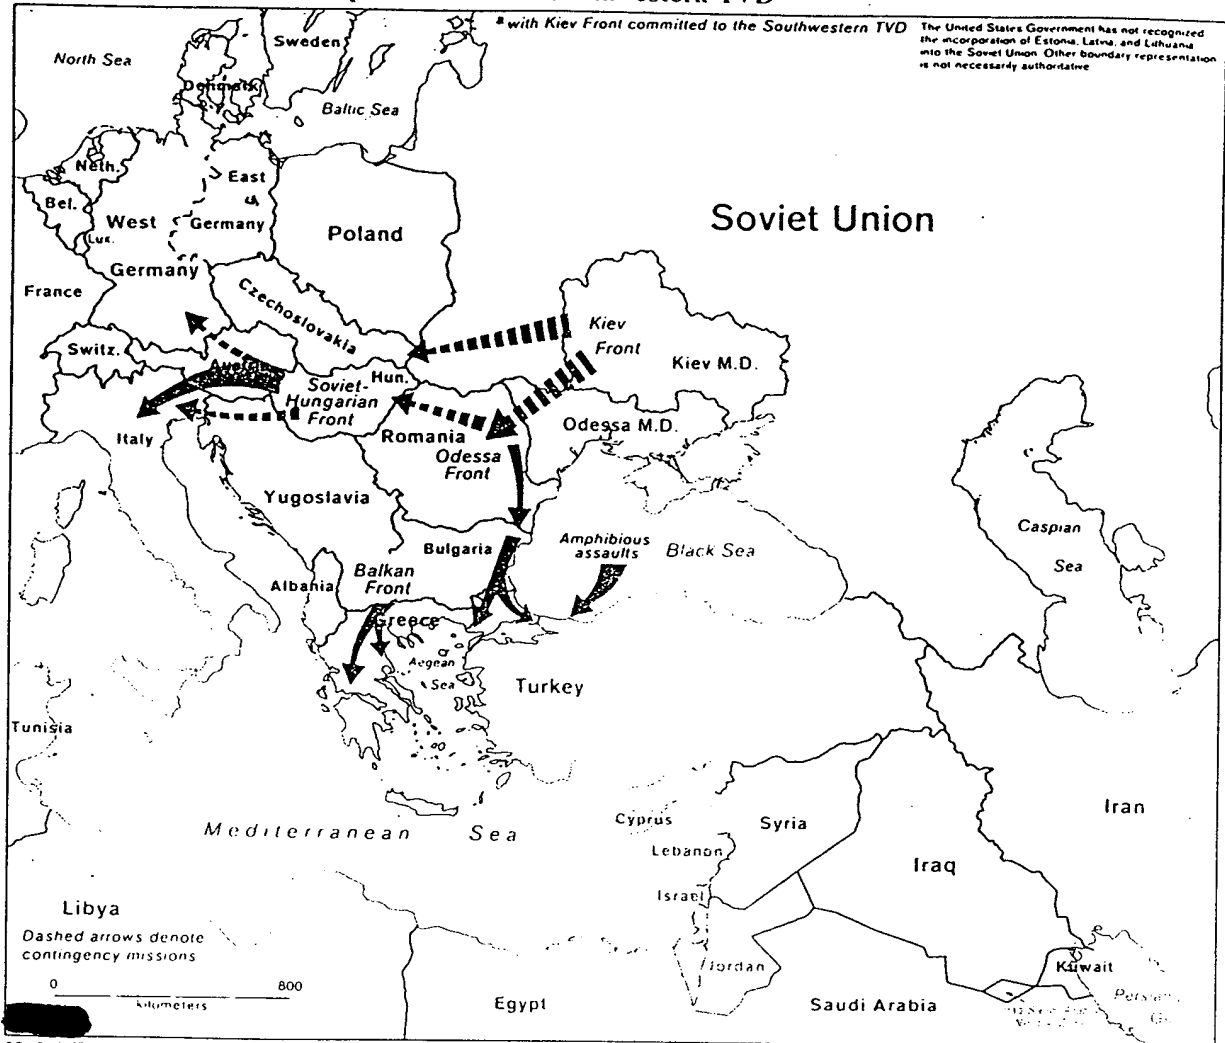 TVD
ª with Kiev Front committed to the Southwestern TVD
The United States Government has not recognized
the incorporation of Estonia, Latvia, and Lithuania
into the Soviet Union. Other boundary representation
is not necessarily authoritative
North Sea
Sweden
Denmark
Baltic Sea
Neth.
East
Germany
Bel.
West
Germany
Lux.
Poland
Soviet Union
France
Czechoslovakia
Kiev
Front
Kiev M.D.
Switz.
Austria
Hun.
Soviet-
Hungarian
Front
Italy
Romania
Odessa M.D.
Odessa
Front
Yugoslavia
Caspian
Sea
Bulgaria
Amphibious
assaults
Black Sea
Albania
Balkan
Front
Greece
Aegean
Sea
Turkey
Tunisia
Iran
Mediterranean Sea
Cyprus
Syria
Lebanon
Iraq
Israel
Libya
Dashed arrows denote
contingency missions
Jordan
Kuwait
0 800
kilometers
Egypt
Saudi Arabia
Persian